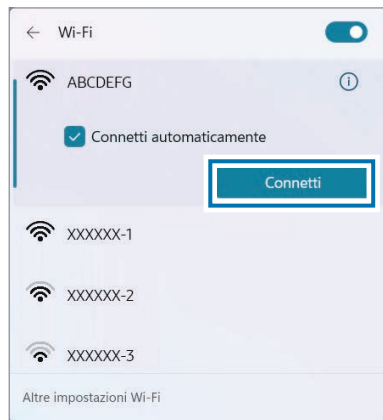 Wi-Fi
ABCDEFG
Connetti automaticamente
Connetti
XXXXXX-1
XXXXXX-2
XXXXXX-3
Altre impostazioni Wi-Fi